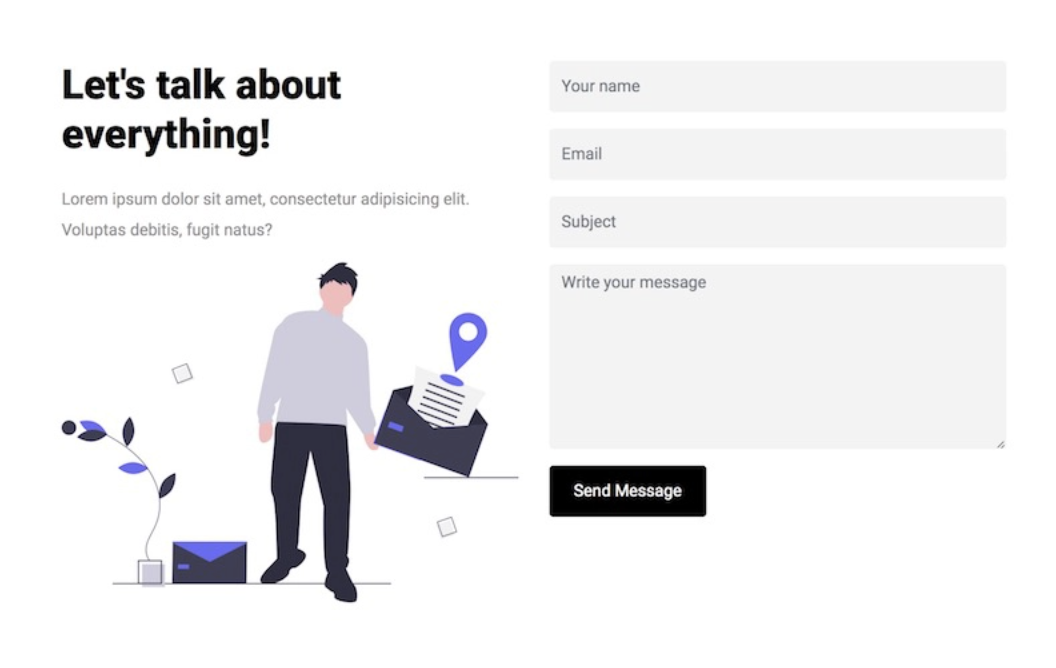 Let's talk about
everything!
Lorem ipsum dolor sit amet, consectetur adipisicing elit.
Voluptas debitis, fugit natus?
Your name
Email
Subject
Write your message
Send Message